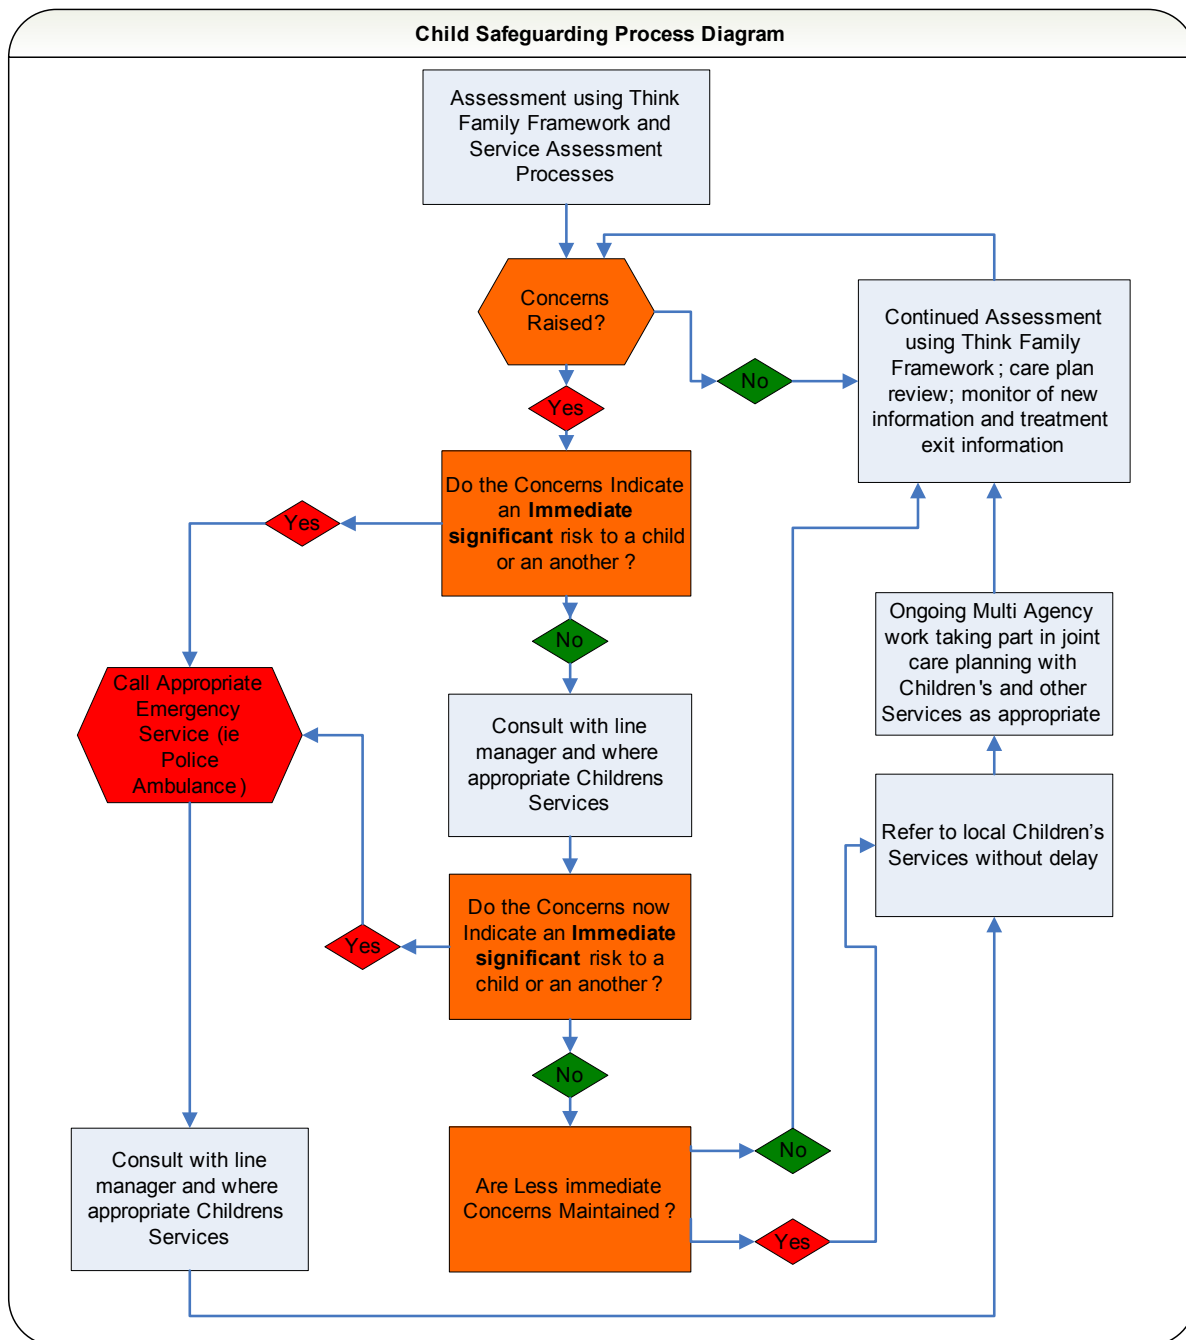 Child Safeguarding Process Diagram
Assessment using Think
Family Framework and
Service Assessment
Processes
Concerns
Raised?
No
Continued Assessment
using Think Family
Framework; care plan
review; monitor of new
information and treatment
exit information
Yes
Do the Concerns Indicate
an Immediate
significant risk to a child
or an another ?
Yes
No
Call Appropriate
Emergency
Service (ie
Police
Ambulance)
Consult with line
manager and where
appropriate Childrens
Services
Ongoing Multi Agency
work taking part in joint
care planning with
Children's and other
Services as appropriate
Refer to local Children’s
Services without delay
Do the Concerns now
Indicate an Immediate
significant risk to a
child or an another ?
Yes
No
Consult with line
manager and where
appropriate Childrens
Services
Are Less immediate
Concerns Maintained ?
No
Yes